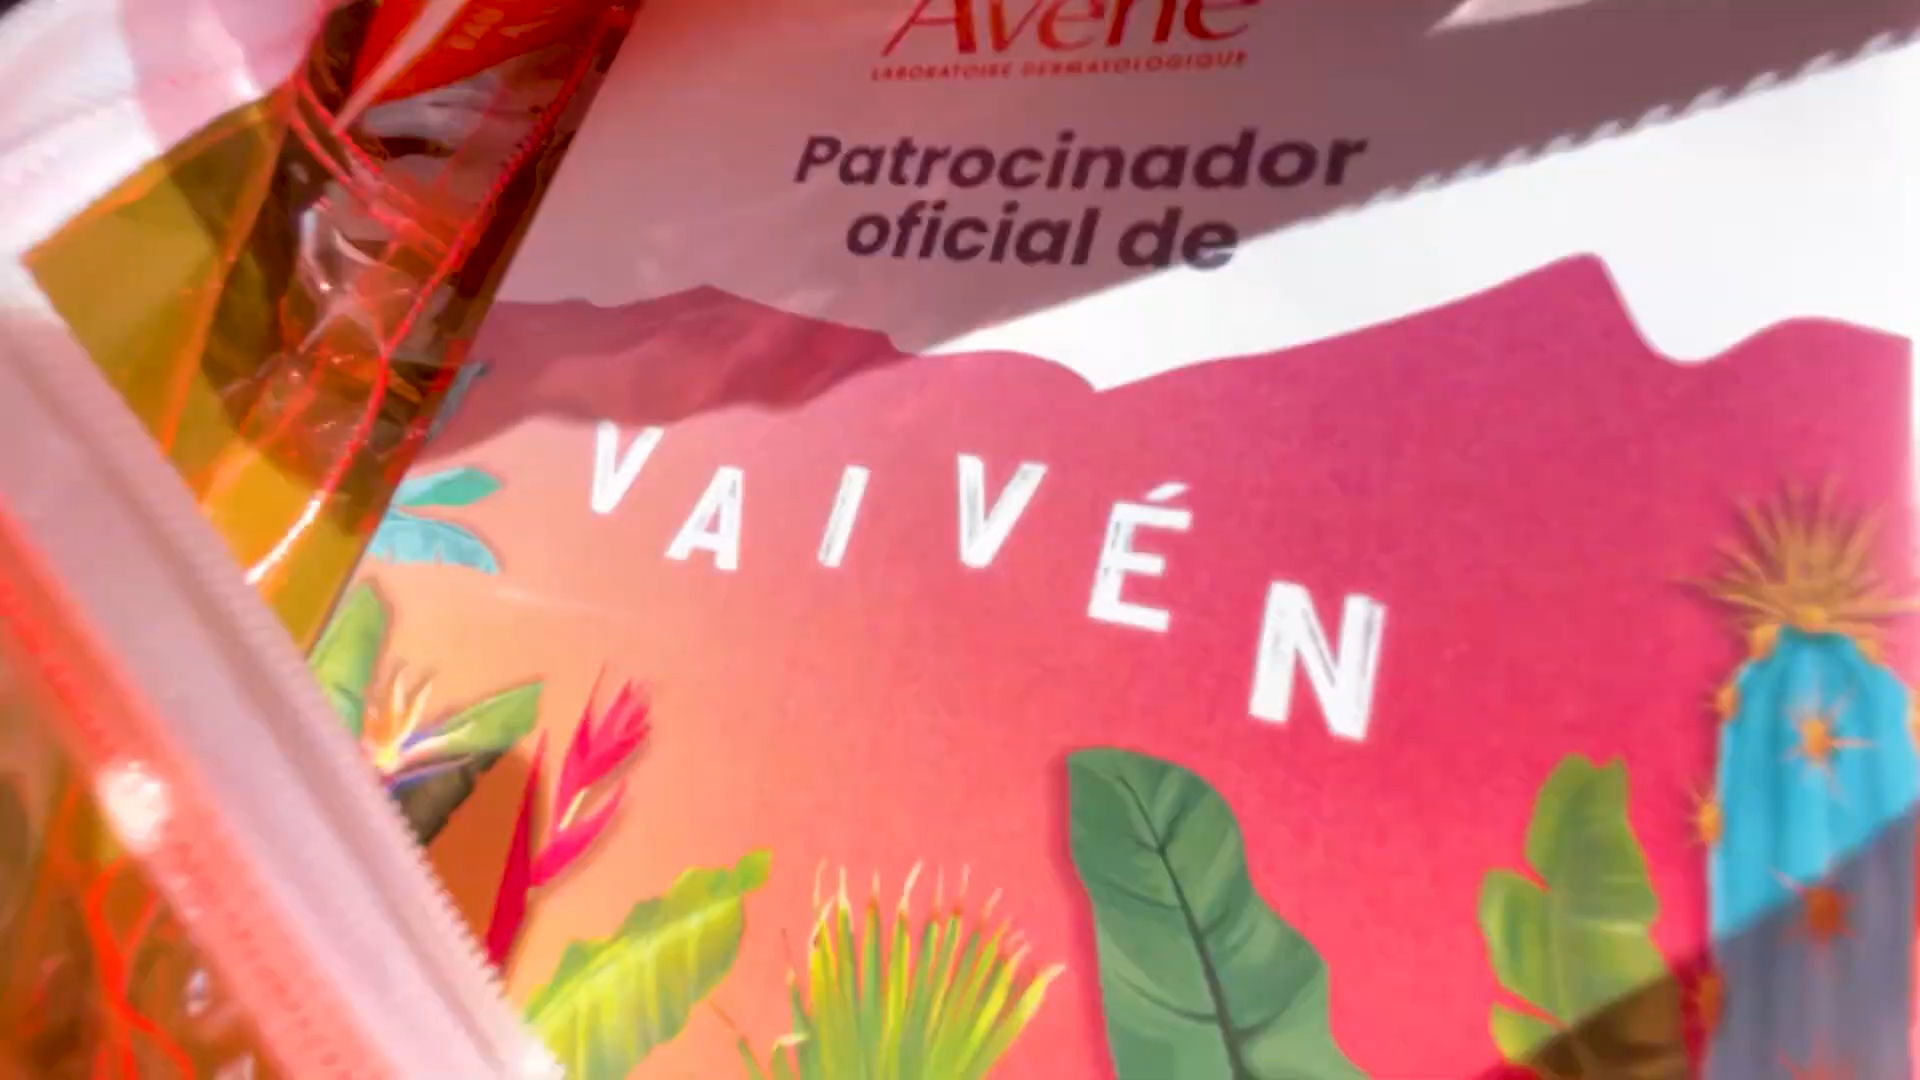 Avène
LABORATOIRE DERMATOLOGIQUE
Patrocinador
oficial de
VAIVÉN